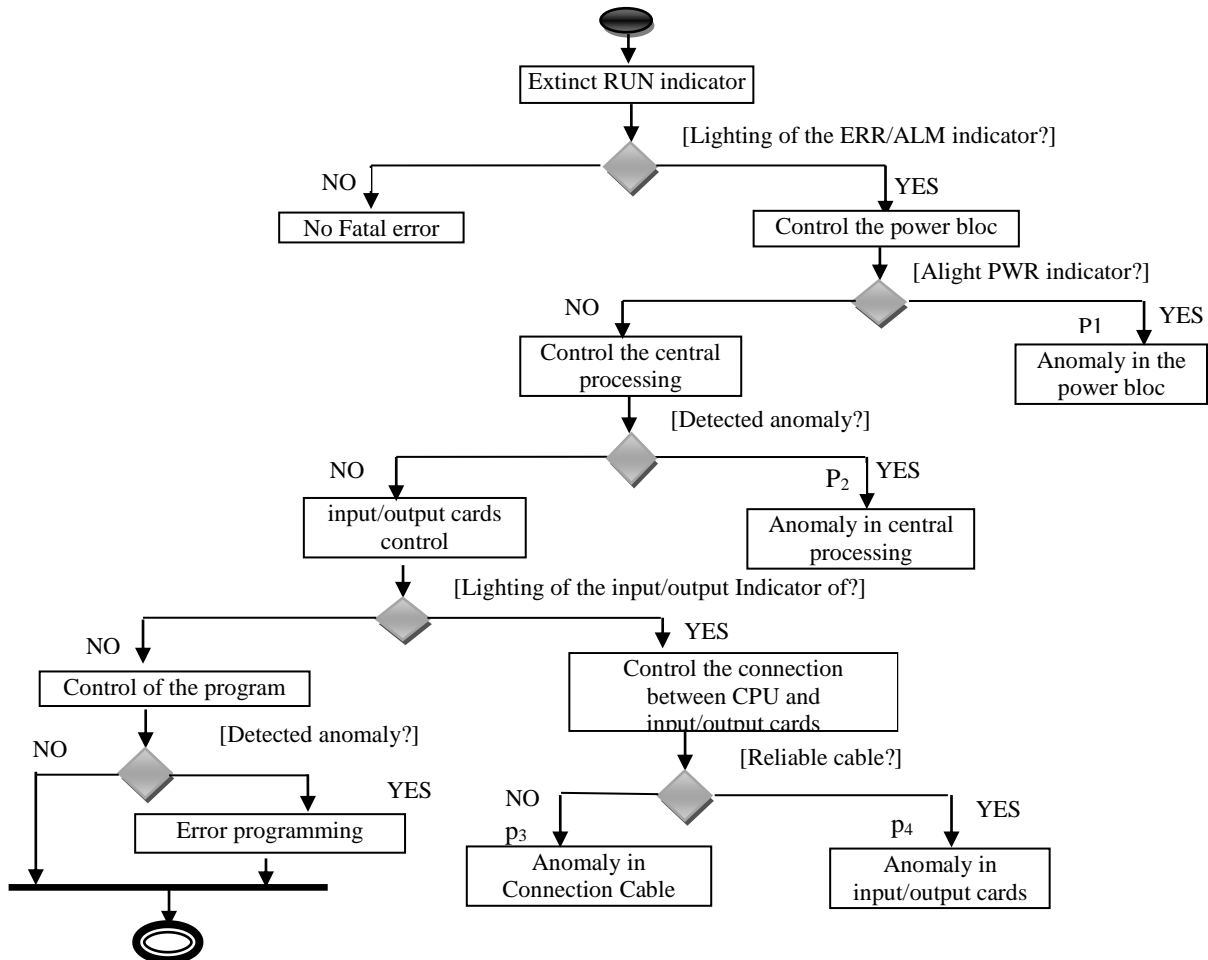 Extinct RUN indicator
[Lighting of the ERR/ALM indicator?]
NO
YES
No Fatal error
Control the power bloc
[Alight PWR indicator?]
NO
YES
P1
Control the central
processing
Anomaly in the
power bloc
[Detected anomaly?]
NO
YES
P2
input/output cards
control
Anomaly in central
processing
[Lighting of the input/output Indicator of?]
NO
YES
Control of the program
Control the connection
between CPU and
input/output cards
[Detected anomaly?]
NO
YES
[Reliable cable?]
NO
YES
Error programming
p3
p4
Anomaly in
Connection Cable
Anomaly in
input/output cards